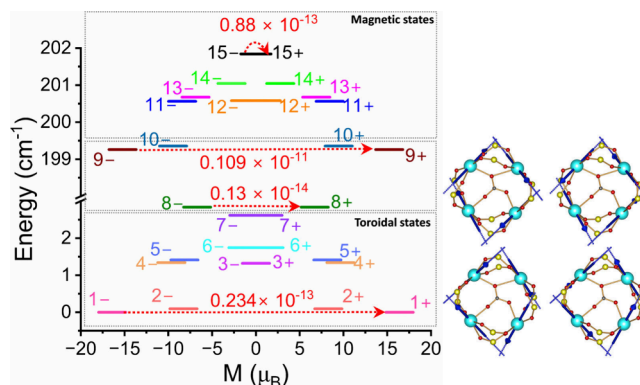 0.88 × 10⁻¹³
Magnetic states
202
15− 15+
14− 14+
201
13− 13+
11− 12− 12+ 11+
200
10− 10+
199
9− 9+
0.109 × 10⁻¹¹
0.13 × 10⁻¹⁴
8− 8+
7− 7+
Toroidal states
2
6− 6+
5− 5+
4− 3− 3+ 4+
1
2− 0.234× 10⁻¹³ 2+
1− 1+
0
−25 −20 −15 −10 −5 0 5 10 15 20
M (μB)
Energy (cm⁻¹)